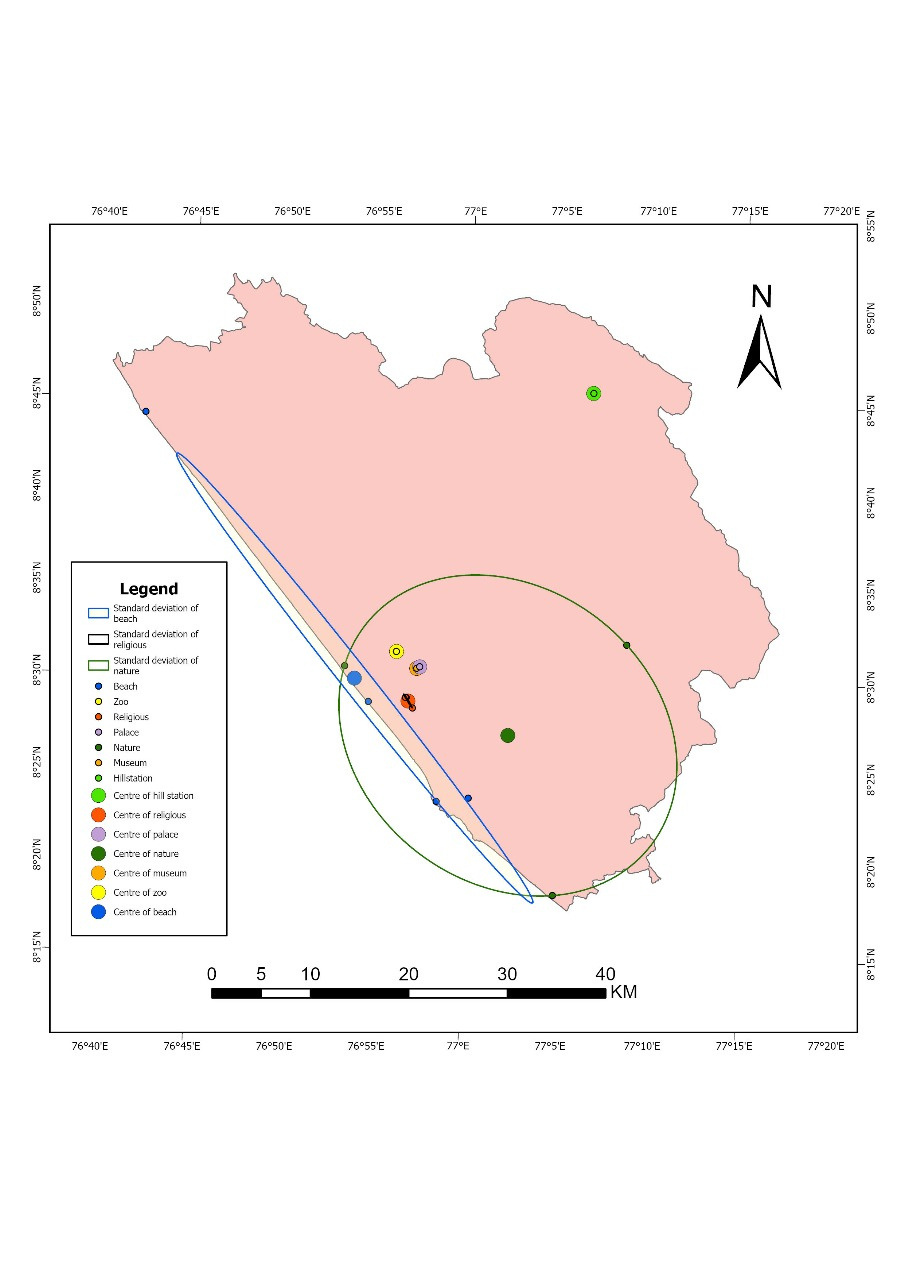 76°40'E 76°45'E 76°50'E 76°55'E 77°E 77°5'E 77°10'E 77°15'E 77°20'E
8°55'N
8°50'N
8°50'N
N
8°45'N
8°45'N
8°40'N
8°40'N
8°35'N
8°35'N
Legend
Standard deviation of
beach
Standard deviation of
religious
Standard deviation of
nature
Beach
Zoo
Religious
Palace
Nature
Museum
Hillstation
Centre of hill station
Centre of religious
Centre of palace
Centre of nature
Centre of museum
Centre of zoo
Centre of beach
8°30'N
8°30'N
8°25'N
8°25'N
8°20'N
8°20'N
8°15'N
8°15'N
0 5 10 20 30 40
KM
76°40'E 76°45'E 76°50'E 76°55'E 77°E 77°5'E 77°10'E 77°15'E 77°20'E